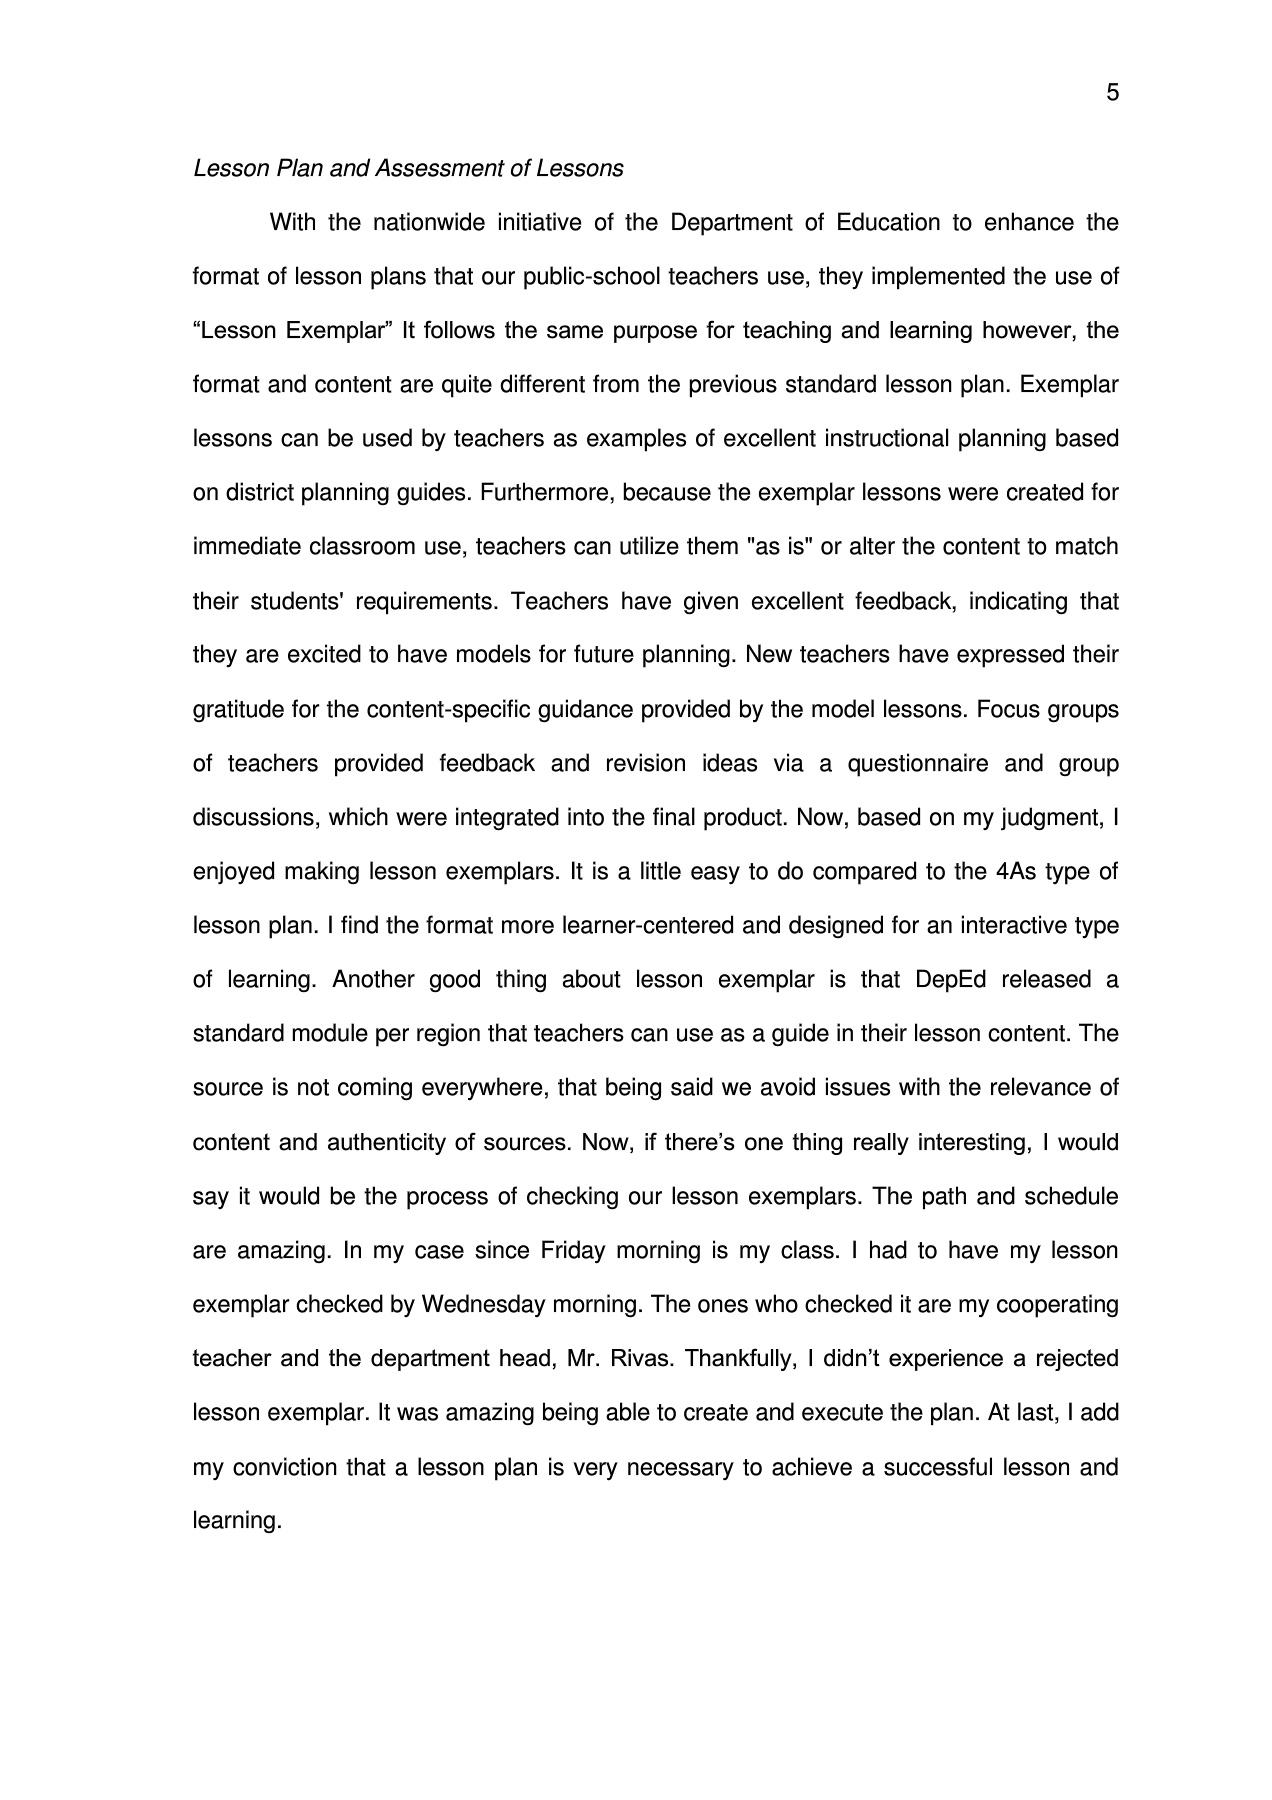 5
Lesson Plan and Assessment of Lessons
With the nationwide initiative of the Department of Education to enhance the
format of lesson plans that our public-school teachers use, they implemented the use of
“Lesson Exemplar” It follows the same purpose for teaching and learning however, the
format and content are quite different from the previous standard lesson plan. Exemplar
lessons can be used by teachers as examples of excellent instructional planning based
on district planning guides. Furthermore, because the exemplar lessons were created for
immediate classroom use, teachers can utilize them "as is" or alter the content to match
their students' requirements. Teachers have given excellent feedback, indicating that
they are excited to have models for future planning. New teachers have expressed their
gratitude for the content-specific guidance provided by the model lessons. Focus groups
of teachers provided feedback and revision ideas via a questionnaire and group
discussions, which were integrated into the final product. Now, based on my judgment, I
enjoyed making lesson exemplars. It is a little easy to do compared to the 4As type of
lesson plan. I find the format more learner-centered and designed for an interactive type
of learning. Another good thing about lesson exemplar is that DepEd released a
standard module per region that teachers can use as a guide in their lesson content. The
source is not coming everywhere, that being said we avoid issues with the relevance of
content and authenticity of sources. Now, if there’s one thing really interesting, I would
say it would be the process of checking our lesson exemplars. The path and schedule
are amazing. In my case since Friday morning is my class. I had to have my lesson
exemplar checked by Wednesday morning. The ones who checked it are my cooperating
teacher and the department head, Mr. Rivas. Thankfully, I didn’t experience a rejected
lesson exemplar. It was amazing being able to create and execute the plan. At last, I add
my conviction that a lesson plan is very necessary to achieve a successful lesson and
learning.